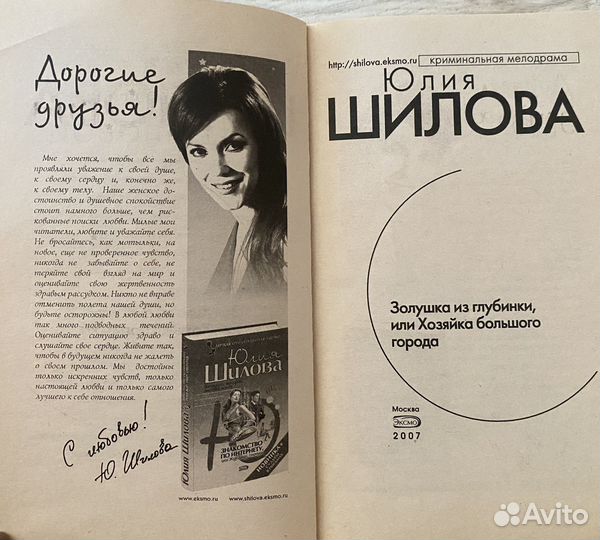 Дорогие
друзья!
Мне хочется, чтобы все мы
проявляли уважение к своей душе,
к своему сердцу и, конечно же,
к своему телу. Наше женское до-
стоинство и душевное спокойствие
стоит намного больше, чем рис-
кованные поиски любви. Милые мои
читатели, любите и уважайте себя.
Не бросайтесь, как мотыльки, на
новое, еще не проверенное чувство,
никогда не забывайте о себе, не
теряйте свой взгляд на мир и
оценивайте свою жертвенность
здравым рассудком. Никто не вправе
отменить полета нашей души, но
будьте осторожны! В любой любви
так много подводных течений.
Оценивайте ситуацию здраво и
слушайте свое сердце. Живите так,
чтобы в будущем никогда не жалеть
о своем прошлом. Мы достойны
только искренних чувств, только
настоящей любви и только самого
лучшего к себе отношения.
С любовью!
Ю. Шилова
Юлия
Шилова
ЗНАКОМСТВО
ПО ИНТЕРНЕТУ,
НОВИНКА
Юлия ШИЛОВА
www.eksmo.ru www.shilova.eksmo.ru
http://shilova.eksmo.ru криминальная мелодрама
Юлия
ШИЛОВА
Золушка из глубинки,
или Хозяйка большого
города
Москва
Эксмо
2007
Avito